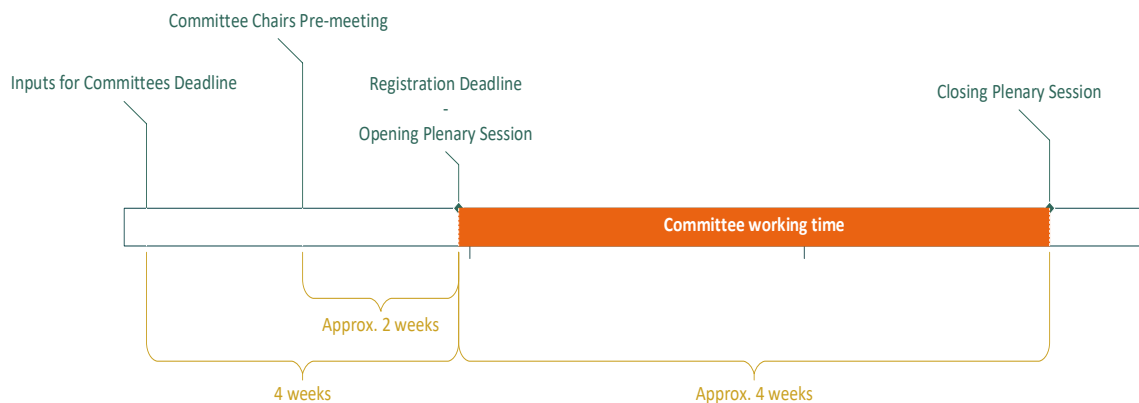 Committee Chairs Pre-meeting
Inputs for Committees Deadline
Registration Deadline
-
Opening Plenary Session
Closing Plenary Session
Committee working time
Approx. 2 weeks
4 weeks
Approx. 4 weeks